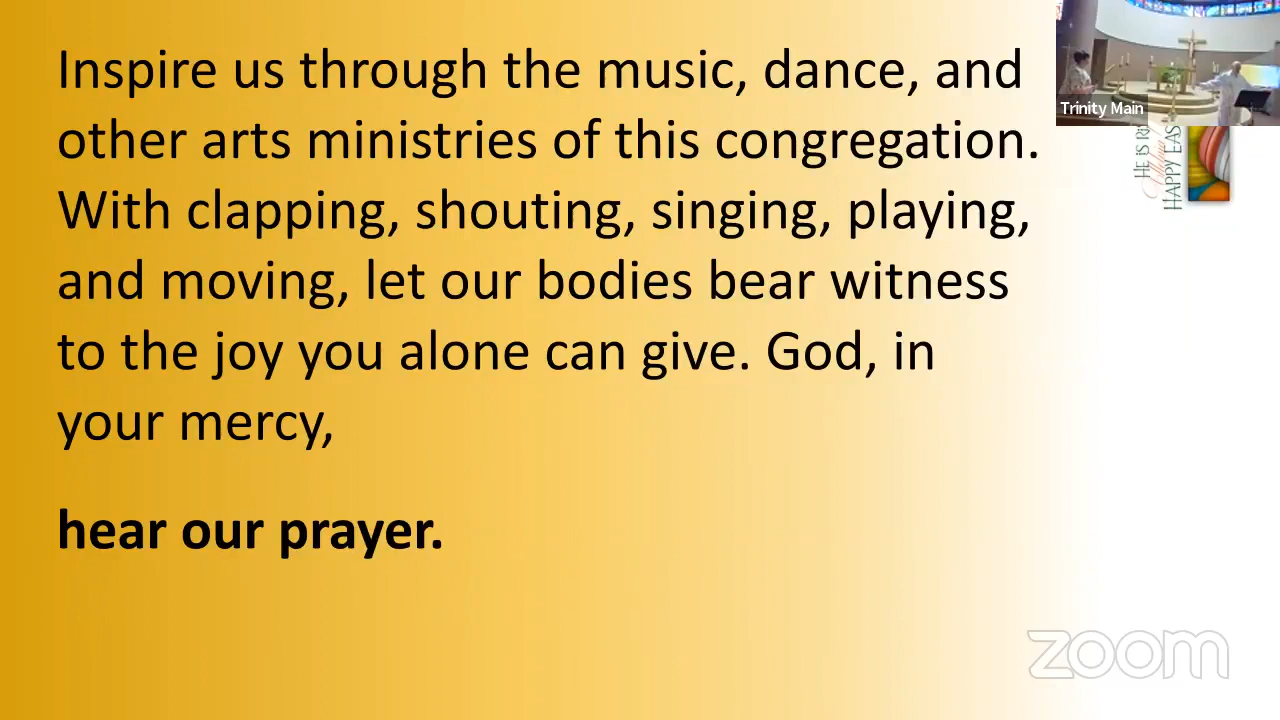 Inspire us through the music, dance, and
other arts ministries of this congregation.
With clapping, shouting, singing, playing,
and moving, let our bodies bear witness
to the joy you alone can give. God, in
your mercy,
hear our prayer.
Trinity Main
HE IS
HAPPY
zoom